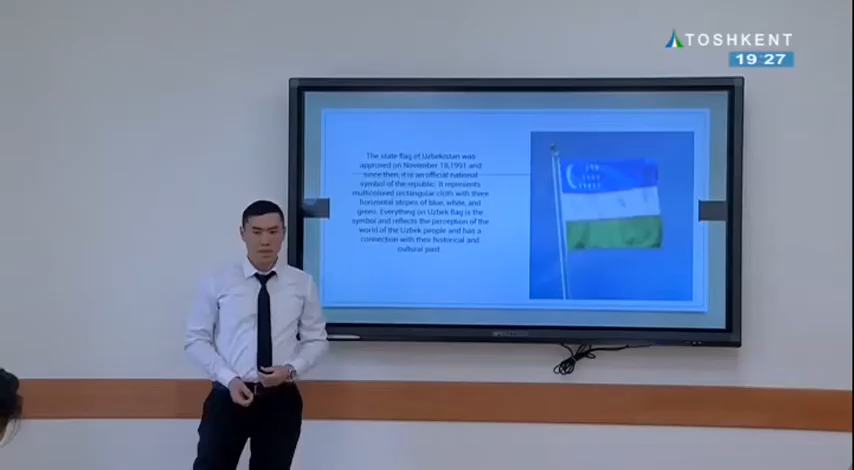 TOSHKENT
19:27
The state flag of Uzbekistan was
approved on November 18,1991 and
since then, it is an official national
symbol of the republic. It represents
multicolored rectangular cloth with three
horizontal stripes of blue, white, and
green. Everything on Uzbek flag is the
symbol and reflects the perception of the
world of the Uzbek people and has a
connection with their historical and
cultural past.